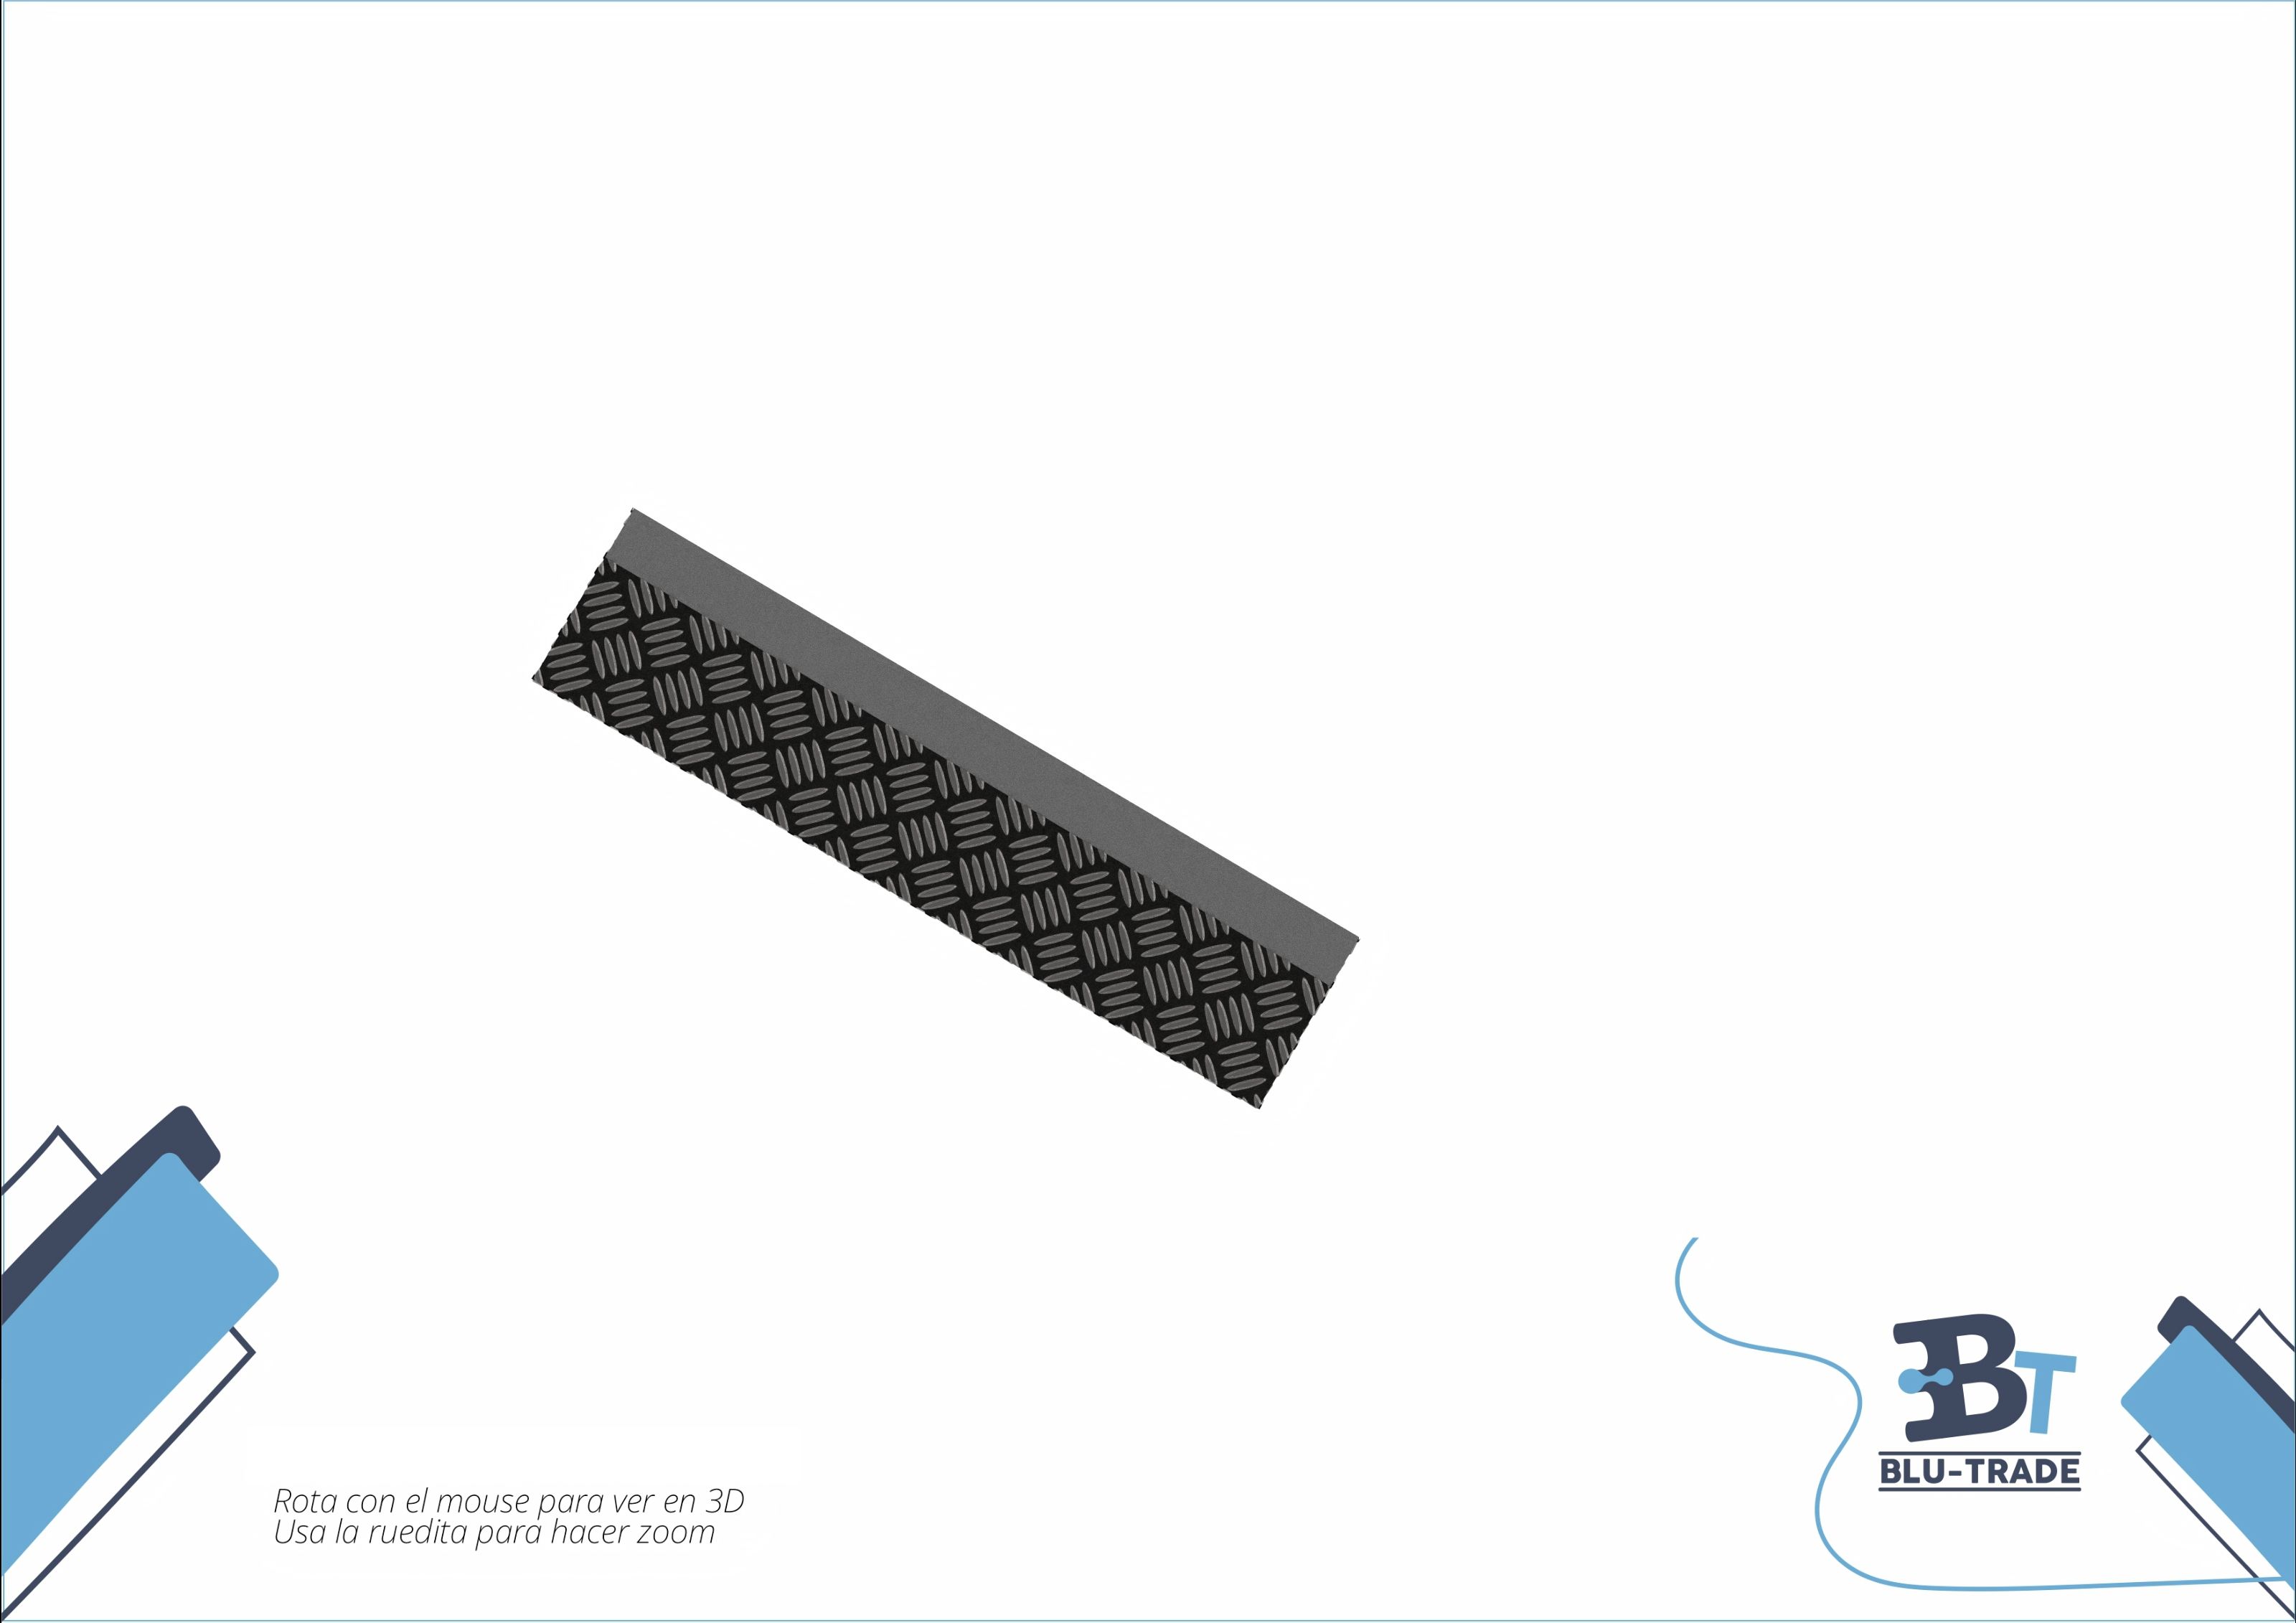 Rota con el mouse para ver en 3D
Usa la ruedita para hacer zoom
BT
BLU-TRADE